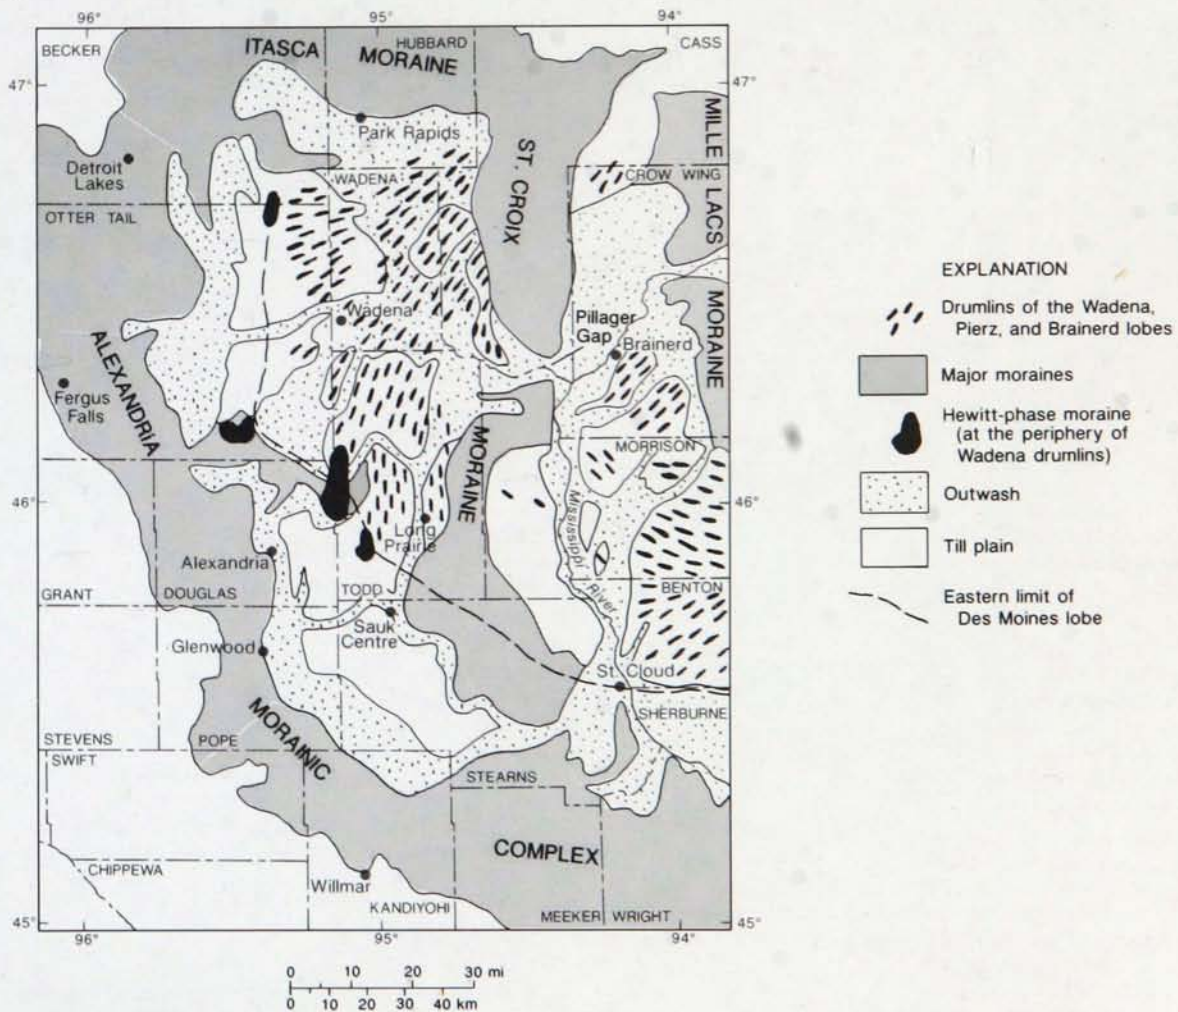 96°
95°
94°
BECKER
ITASCA
HUBBARD
CASS
MORAINE
47°
47°
MILLE LACS
Park Rapids
ST. CROIX
Detroit
Lakes
WADENA
CROW WING
OTTER TAIL
Wadena
Pillager
Gap
Brainerd
MORAINE
ALEXANDRIA
Fergus
Falls
MORRISON
MORAINE
46°
46°
Mississippi River
Long
Prairie
Alexandria
GRANT
DOUGLAS
TODD
BENTON
Sauk
Centre
Glenwood
St. Cloud
SHERBURNE
MORAINIC
STEVENS
POPE
SWIFT
STEARNS
COMPLEX
CHIPPEWA
Willmar
KANDIYOHI
MEEKER
WRIGHT
45°
45°
96°
95°
94°
0 10 20 30 mi
0 10 20 30 40 km
EXPLANATION
Drumlins of the Wadena,
Pierz, and Brainerd lobes
Major moraines
Hewitt-phase moraine
(at the periphery of
Wadena drumlins)
Outwash
Till plain
Eastern limit of
Des Moines lobe